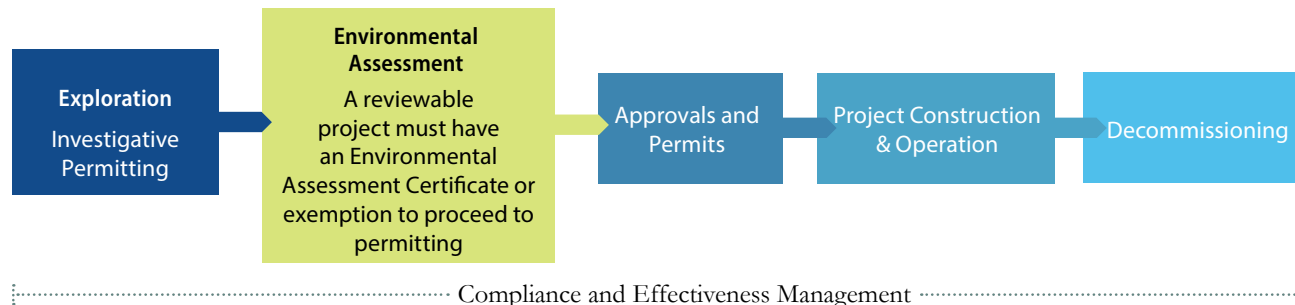 Exploration
Investigative
Permitting
Environmental
Assessment
A reviewable
project must have
an Environmental
Assessment Certificate or
exemption to proceed to
permitting
Approvals and
Permits
Project Construction
& Operation
Decommissioning
Compliance and Effectiveness Management